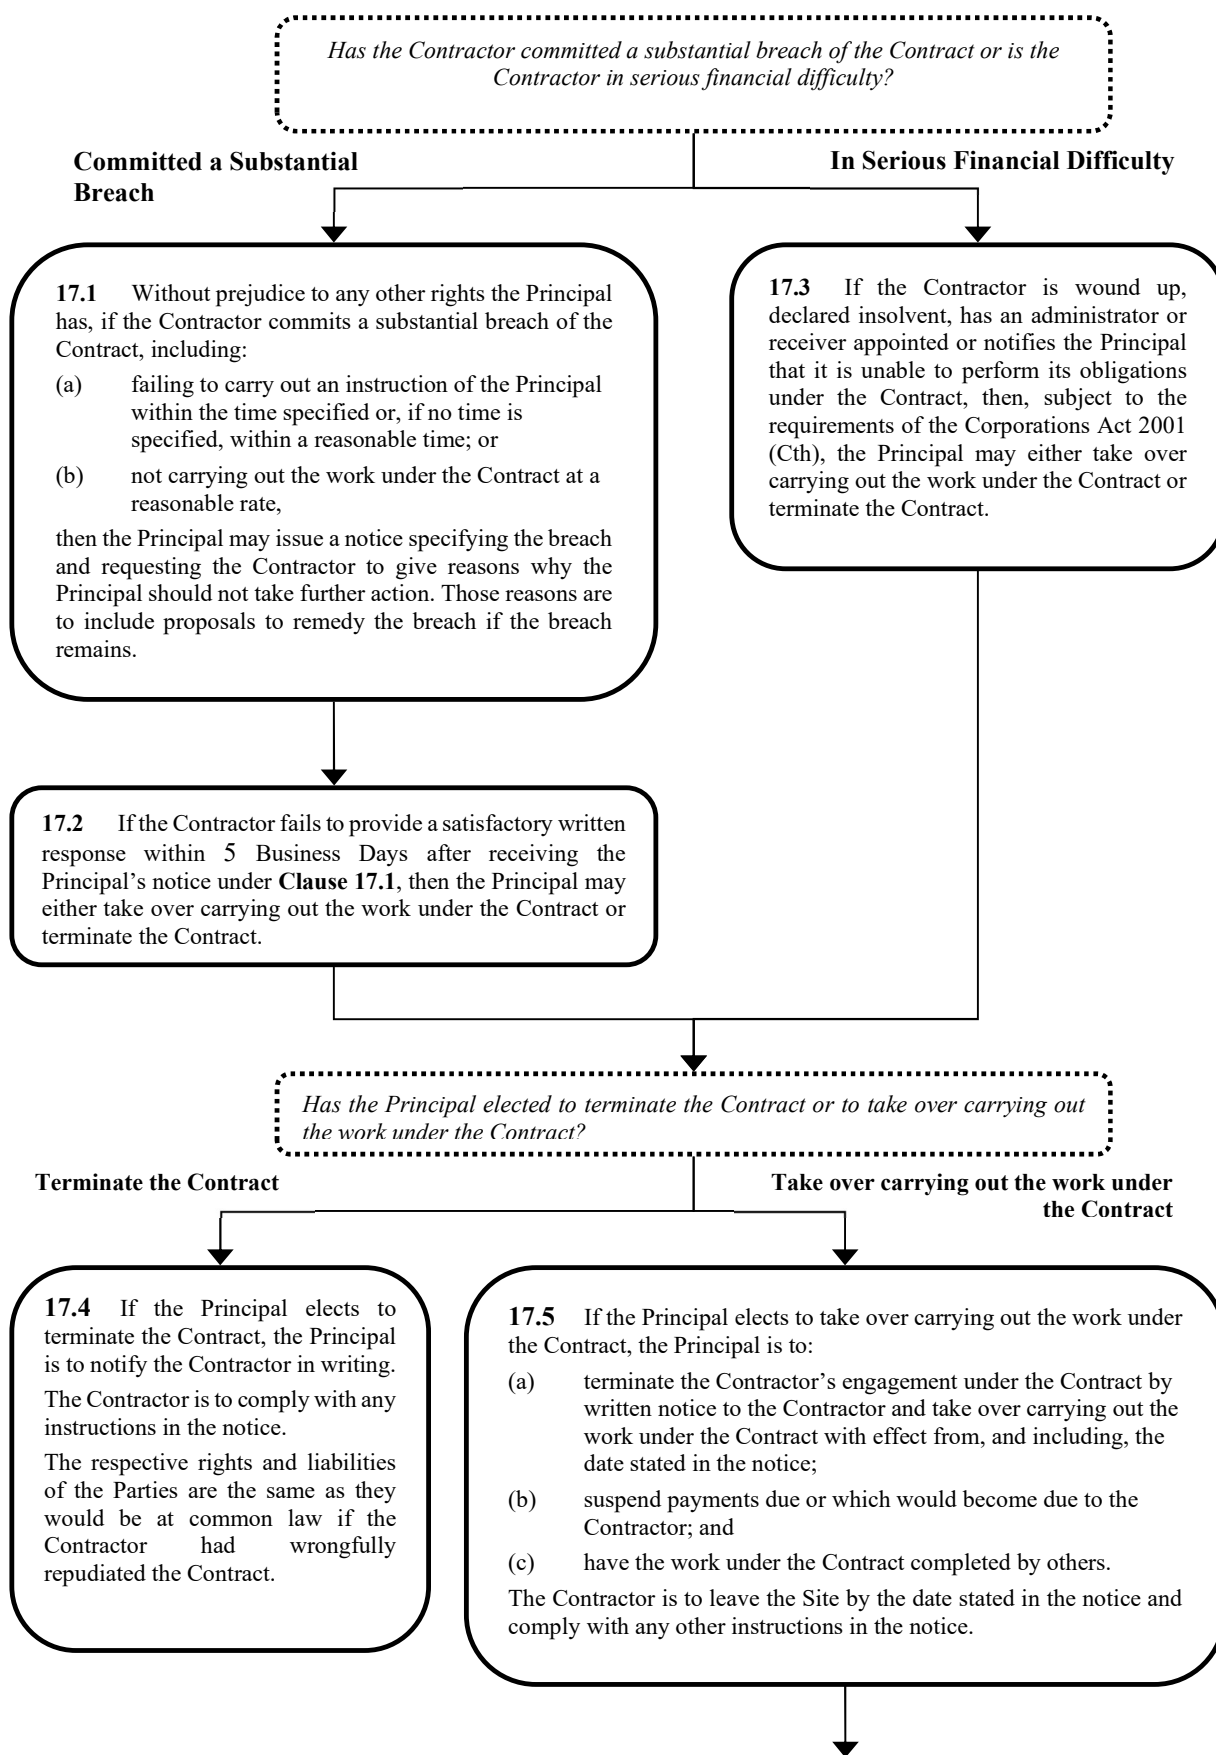 Has the Contractor committed a substantial breach of the Contract or is the
Contractor in serious financial difficulty?
Committed a Substantial
Breach
In Serious Financial Difficulty
17.1 Without prejudice to any other rights the Principal
has, if the Contractor commits a substantial breach of the
Contract, including:
(a) failing to carry out an instruction of the Principal
within the time specified or, if no time is
specified, within a reasonable time; or
(b) not carrying out the work under the Contract at a
reasonable rate,
then the Principal may issue a notice specifying the breach
and requesting the Contractor to give reasons why the
Principal should not take further action. Those reasons are
to include proposals to remedy the breach if the breach
remains.
17.3 If the Contractor is wound up,
declared insolvent, has an administrator or
receiver appointed or notifies the Principal
that it is unable to perform its obligations
under the Contract, then, subject to the
requirements of the Corporations Act 2001
(Cth), the Principal may either take over
carrying out the work under the Contract or
terminate the Contract.
17.2 If the Contractor fails to provide a satisfactory written
response within 5 Business Days after receiving the
Principal's notice under Clause 17.1, then the Principal may
either take over carrying out the work under the Contract or
terminate the Contract.
Has the Principal elected to terminate the Contract or to take over carrying out
the work under the Contract?
Terminate the Contract
Take over carrying out the work under
the Contract
17.4 If the Principal elects to
terminate the Contract, the Principal
is to notify the Contractor in writing.
The Contractor is to comply with any
instructions in the notice.
The respective rights and liabilities
of the Parties are the same as they
would be at common law if the
Contractor had wrongfully
repudiated the Contract.
17.5 If the Principal elects to take over carrying out the work under
the Contract, the Principal is to:
(a) terminate the Contractor's engagement under the Contract by
written notice to the Contractor and take over carrying out the
work under the Contract with effect from, and including, the
date stated in the notice;
(b) suspend payments due or which would become due to the
Contractor; and
(c) have the work under the Contract completed by others.
The Contractor is to leave the Site by the date stated in the notice and
comply with any other instructions in the notice.